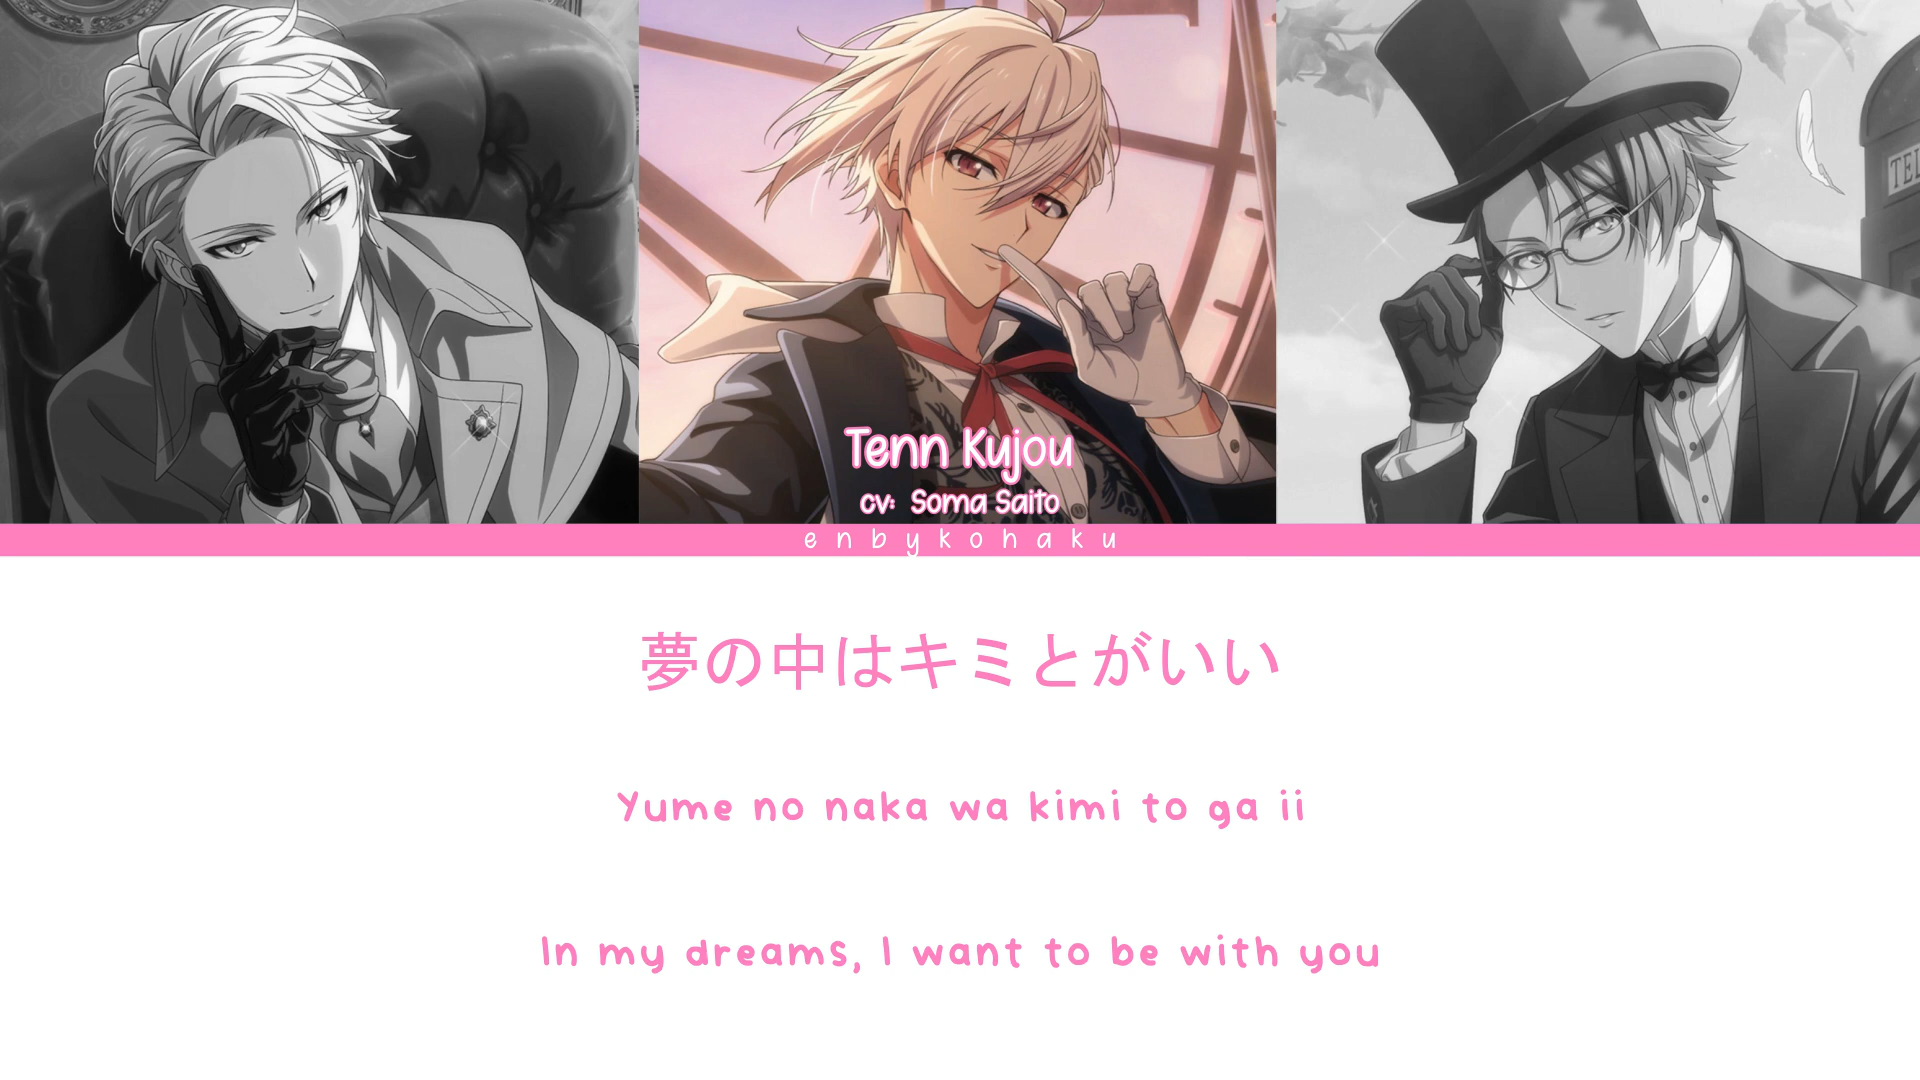 TEL
Tenn Kujou
cv: Soma Saito
enbykohaku
夢の中はキミとがいい
Yume no naka wa kimi to ga ii
In my dreams, I want to be with you